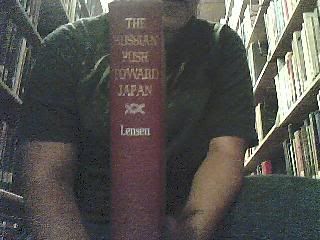 THE
RUSSIAN
PUSH
TOWARD
JAPAN
Lensen